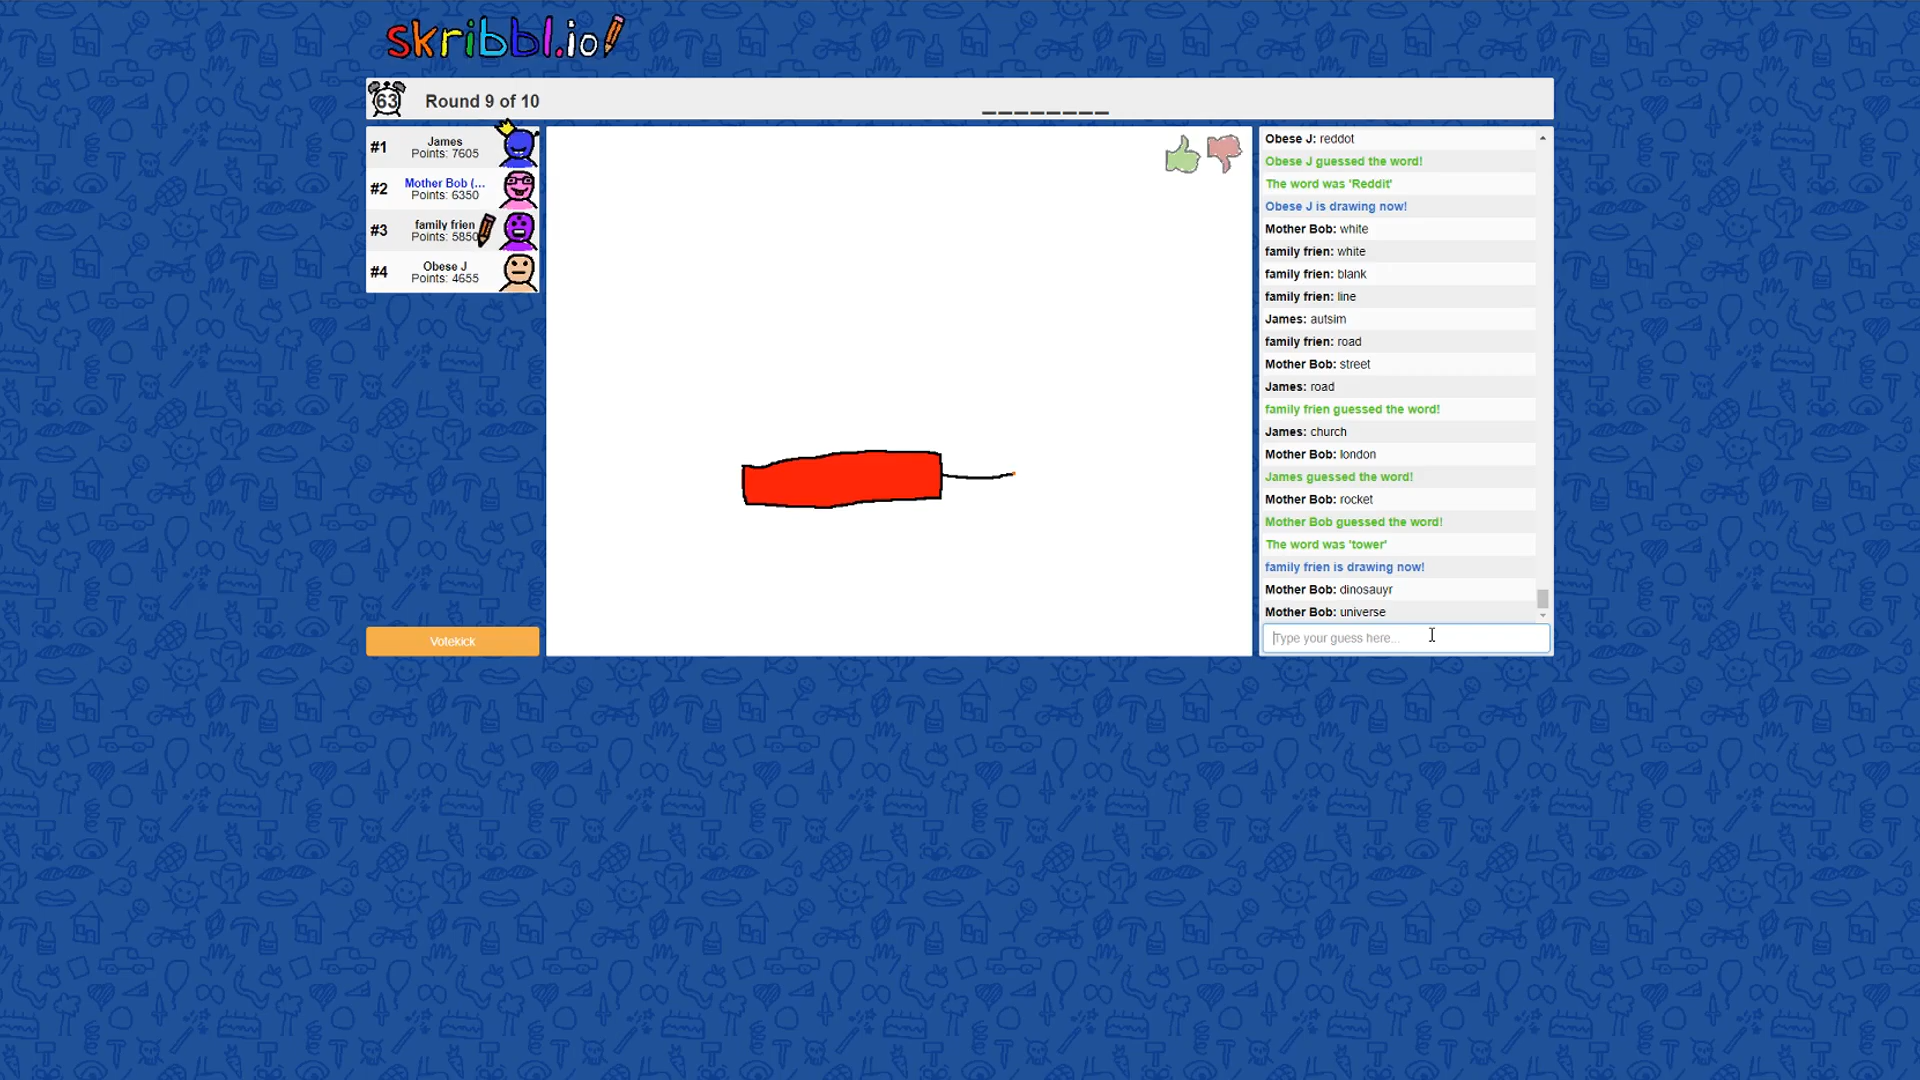 skribbl.io
63
Round 9 of 10
________
#1
James
Points: 7605
#2
Mother Bob (...
Points: 6350
#3
family frien
Points: 5850
#4
Obese J
Points: 4655
Votekick
Obese J: reddot
Obese J guessed the word!
The word was 'Reddit'
Obese J is drawing now!
Mother Bob: white
family frien: white
family frien: blank
family frien: line
James: autsim
family frien: road
Mother Bob: street
James: road
family frien guessed the word!
James: church
Mother Bob: london
James guessed the word!
Mother Bob: rocket
Mother Bob guessed the word!
The word was 'tower'
family frien is drawing now!
Mother Bob: dinosauyr
Mother Bob: universe
Type your guess here...